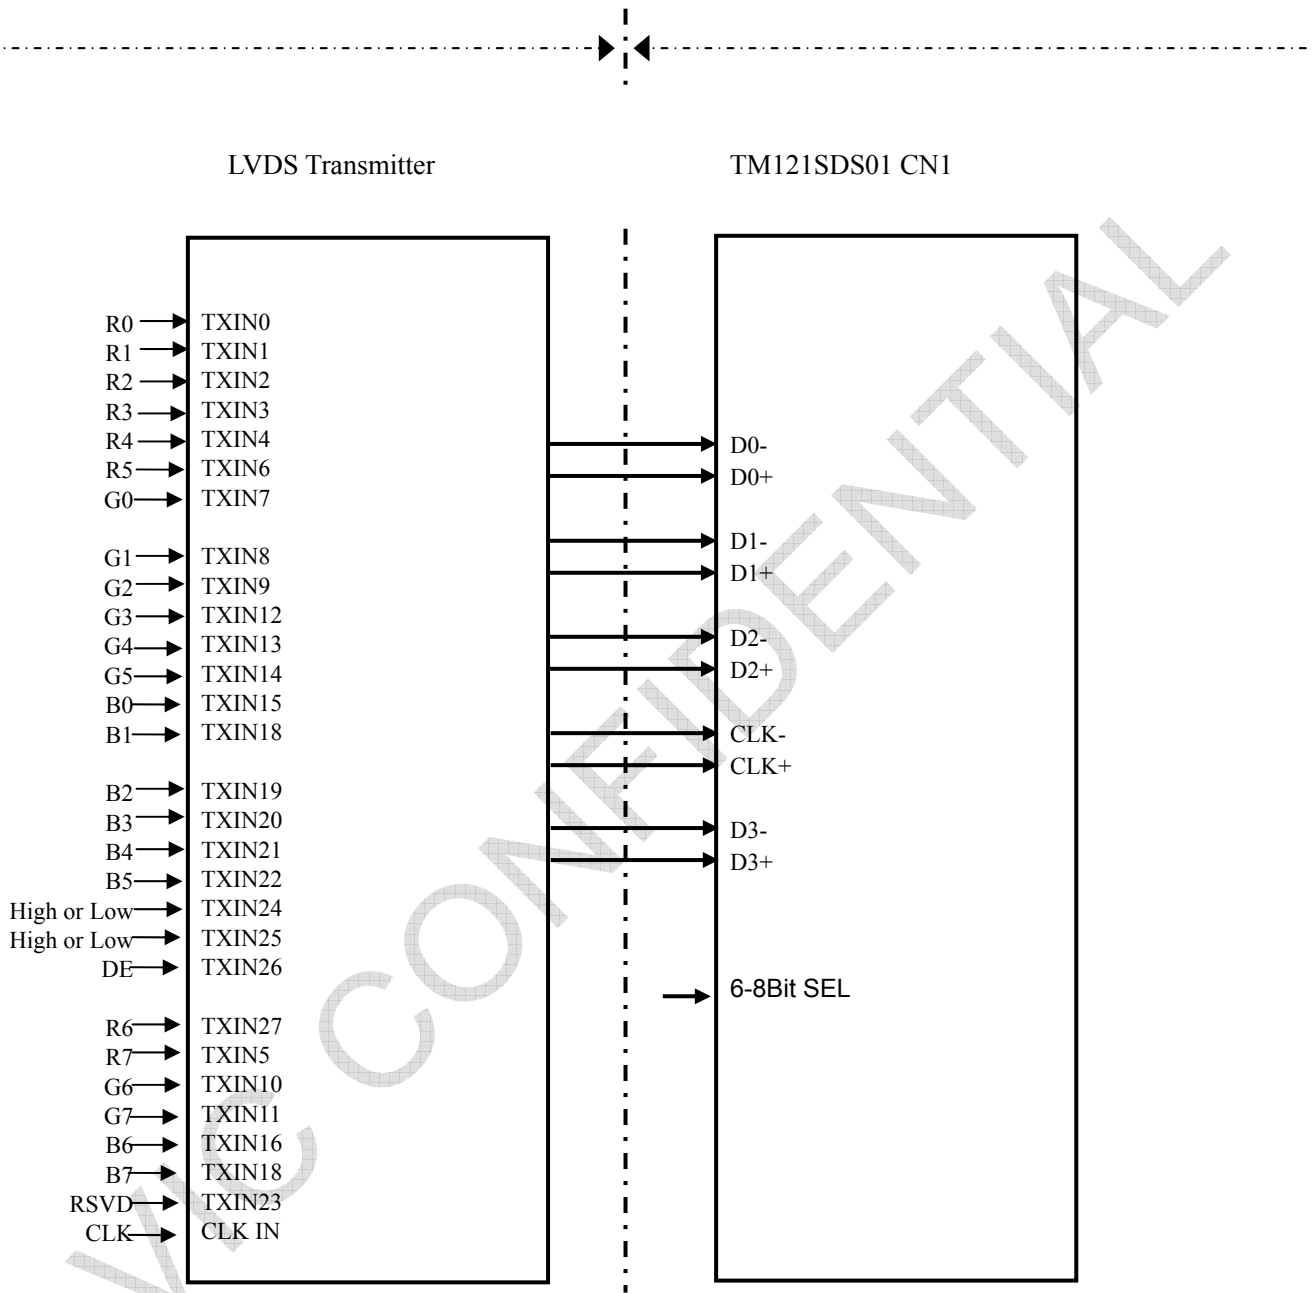 LVDS Transmitter
TM121SDS01 CN1
R0 TXIN0
R1 TXIN1
R2 TXIN2
R3 TXIN3
R4 TXIN4
R5 TXIN6
G0 TXIN7
G1 TXIN8
G2 TXIN9
G3 TXIN12
G4 TXIN13
G5 TXIN14
B0 TXIN15
B1 TXIN18
B2 TXIN19
B3 TXIN20
B4 TXIN21
B5 TXIN22
High or Low TXIN24
High or Low TXIN25
DE TXIN26
R6 TXIN27
R7 TXIN5
G6 TXIN10
G7 TXIN11
B6 TXIN16
B7 TXIN18
RSVD TXIN23
CLK CLK IN
D0-
D0+
D1-
D1+
D2-
D2+
CLK-
CLK+
D3-
D3+
6-8Bit SEL
VIC CONFIDENTIAL